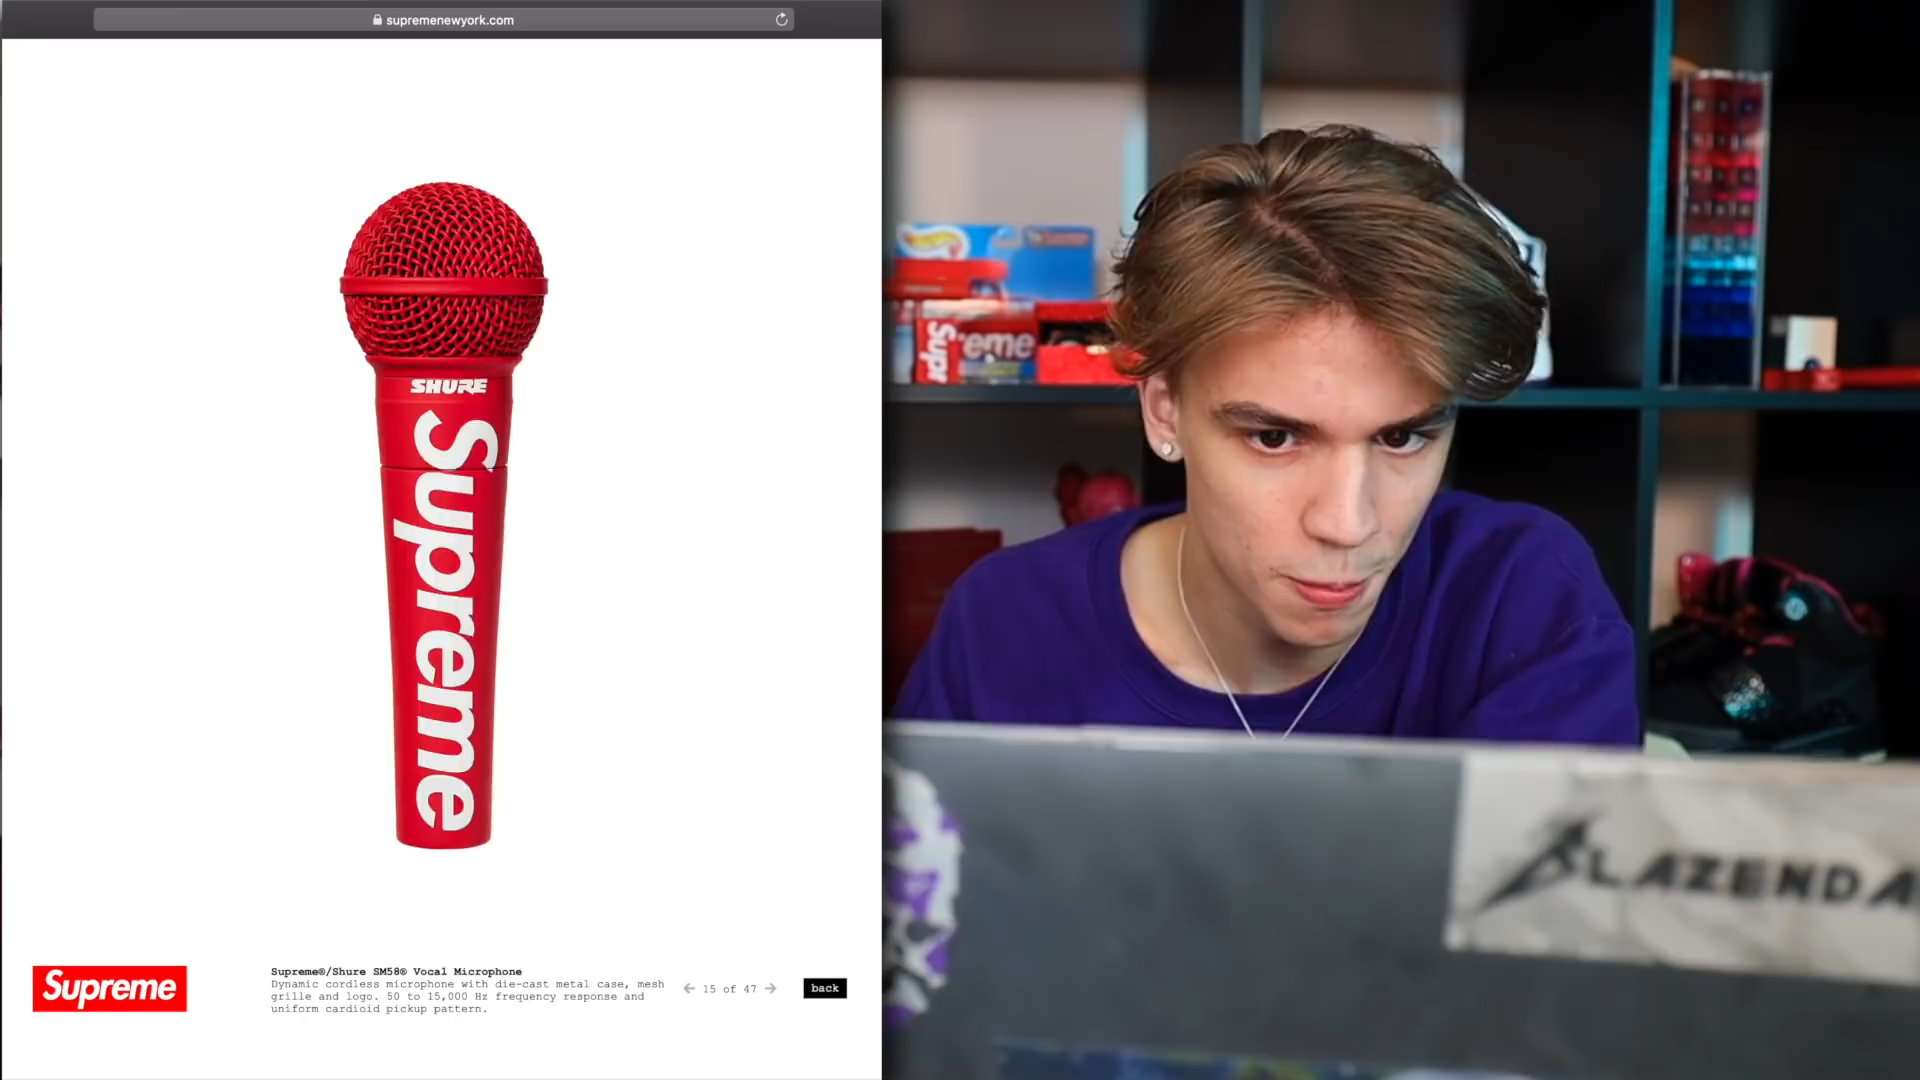 supremenewyork.com
SHURE
Supreme
Supreme
Supreme®/Shure SM58® Vocal Microphone
Dynamic cordless microphone with die-cast metal case, mesh
grille and logo. 50 to 15,000 Hz frequency response and
uniform cardioid pickup pattern.
15 of 47
back
Supr
eme
BLAZENDA